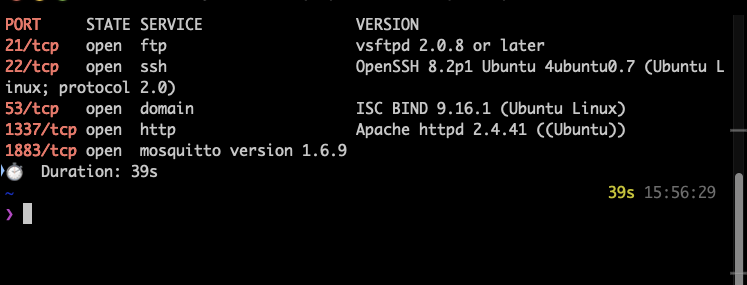 PORT STATE SERVICE VERSION
21/tcp open ftp vsftpd 2.0.8 or later
22/tcp open ssh OpenSSH 8.2p1 Ubuntu 4ubuntu0.7 (Ubuntu L
inux; protocol 2.0)
53/tcp open domain ISC BIND 9.16.1 (Ubuntu Linux)
1337/tcp open http Apache httpd 2.4.41 ((Ubuntu))
1883/tcp open mosquitto version 1.6.9
⏱ Duration: 39s
~ 39s 15:56:29
❯